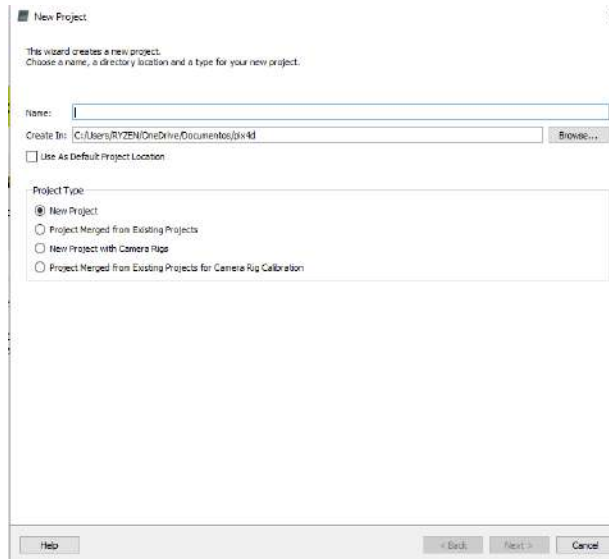 New Project
This wizard creates a new project.
Choose a name, a directory location and a type for your new project.
Name:
Create In: C:/Users/RYZEN/OneDrive/Documentos/pix4d Browse...
Use As Default Project Location
Project Type
New Project
Project Merged from Existing Projects
New Project with Camera Rigs
Project Merged from Existing Projects for Camera Rig Calibration
Help < Back Next > Cancel